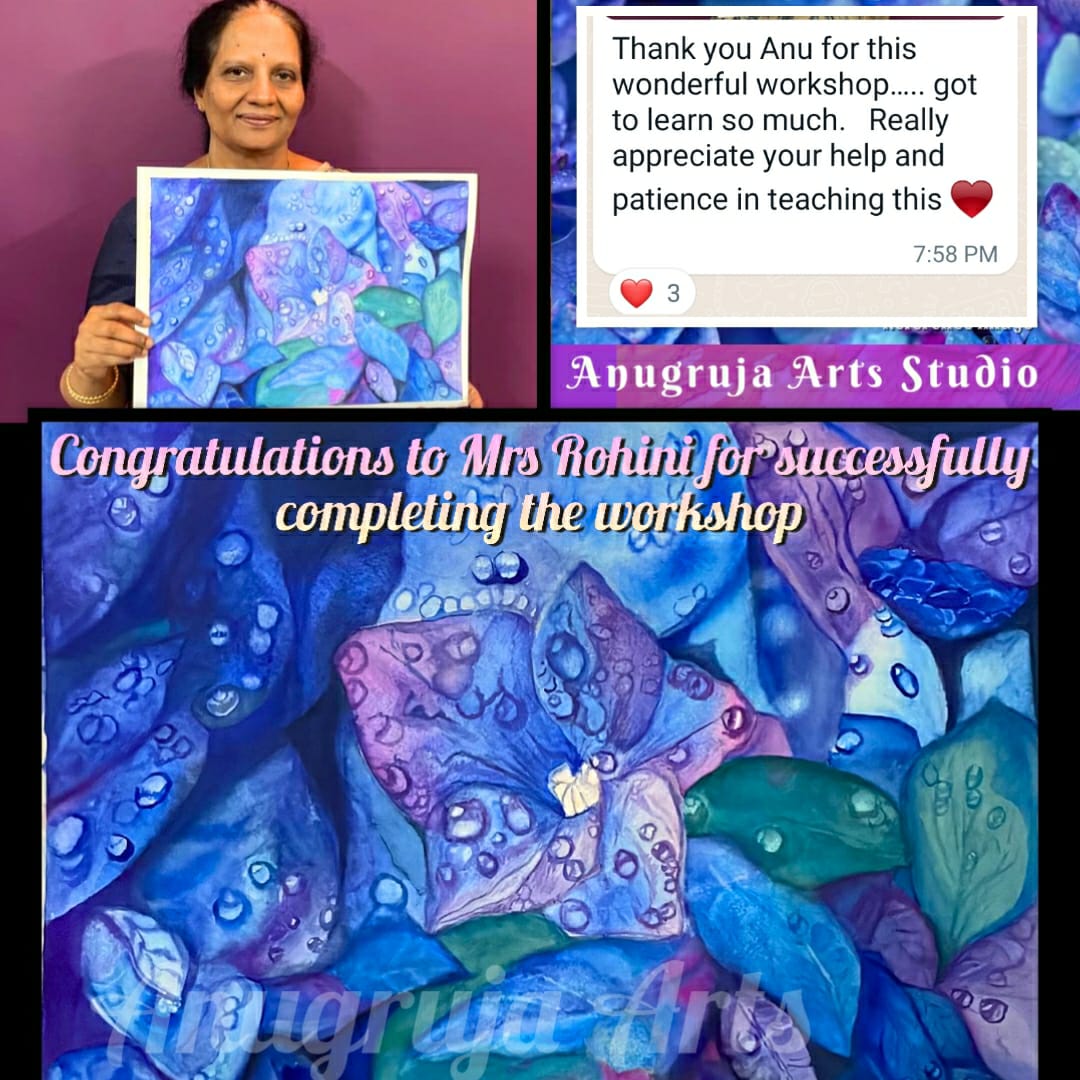 Thank you Anu for this
wonderful workshop..... got
to learn so much.   Really
appreciate your help and
patience in teaching this ❤️
7:58 PM
❤️ 3
Anugruja Arts Studio
Congratulations to Mrs Rohini for successfully
completing the workshop
Anugruja Arts